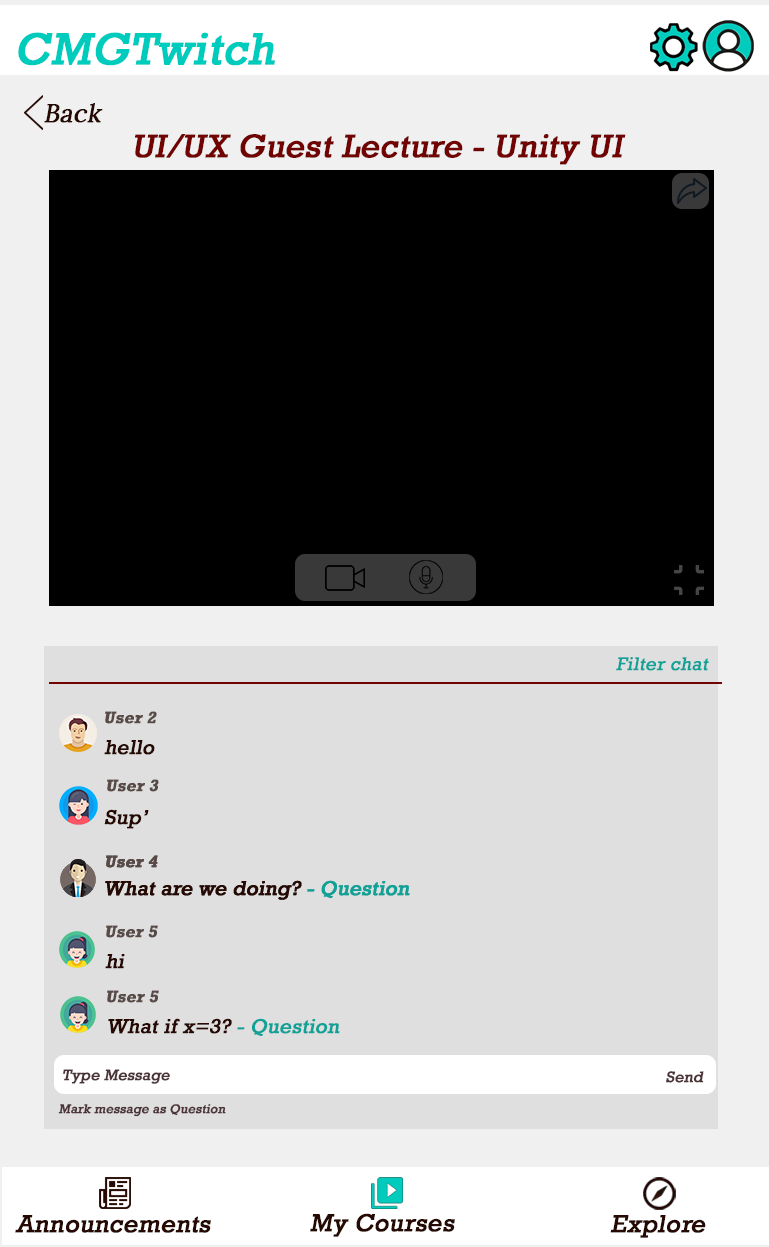 CMGTwitch
Back
UI/UX Guest Lecture - Unity UI
Filter chat
User 2
hello
User 3
Sup’
User 4
What are we doing? - Question
User 5
hi
User 5
What if x=3? - Question
Type Message
Send
Mark message as Question
Announcements
My Courses
Explore